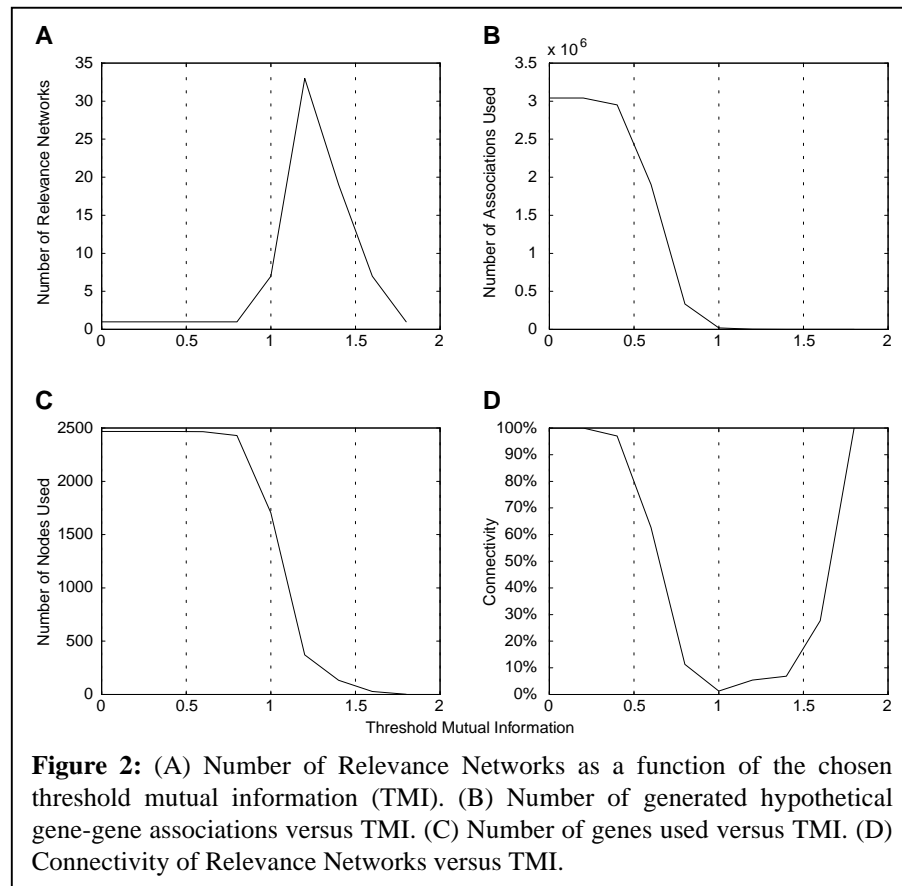 A
B
x 10 6
35
30
25
20
15
10
5
0
Number of Relevance Networks
0 0.5 1 1.5 2
3.5
3
2.5
2
1.5
1
0.5
0
Number of Associations Used
0 0.5 1 1.5 2
C
D
2500
2000
1500
1000
500
0
Number of Nodes Used
0 0.5 1 1.5 2
100%
90%
80%
70%
60%
50%
40%
30%
20%
10%
0%
Connectivity
0 0.5 1 1.5 2
Threshold Mutual Information
Figure 2: (A) Number of Relevance Networks as a function of the chosen
threshold mutual information (TMI). (B) Number of generated hypothetical
gene-gene associations versus TMI. (C) Number of genes used versus TMI. (D)
Connectivity of Relevance Networks versus TMI.